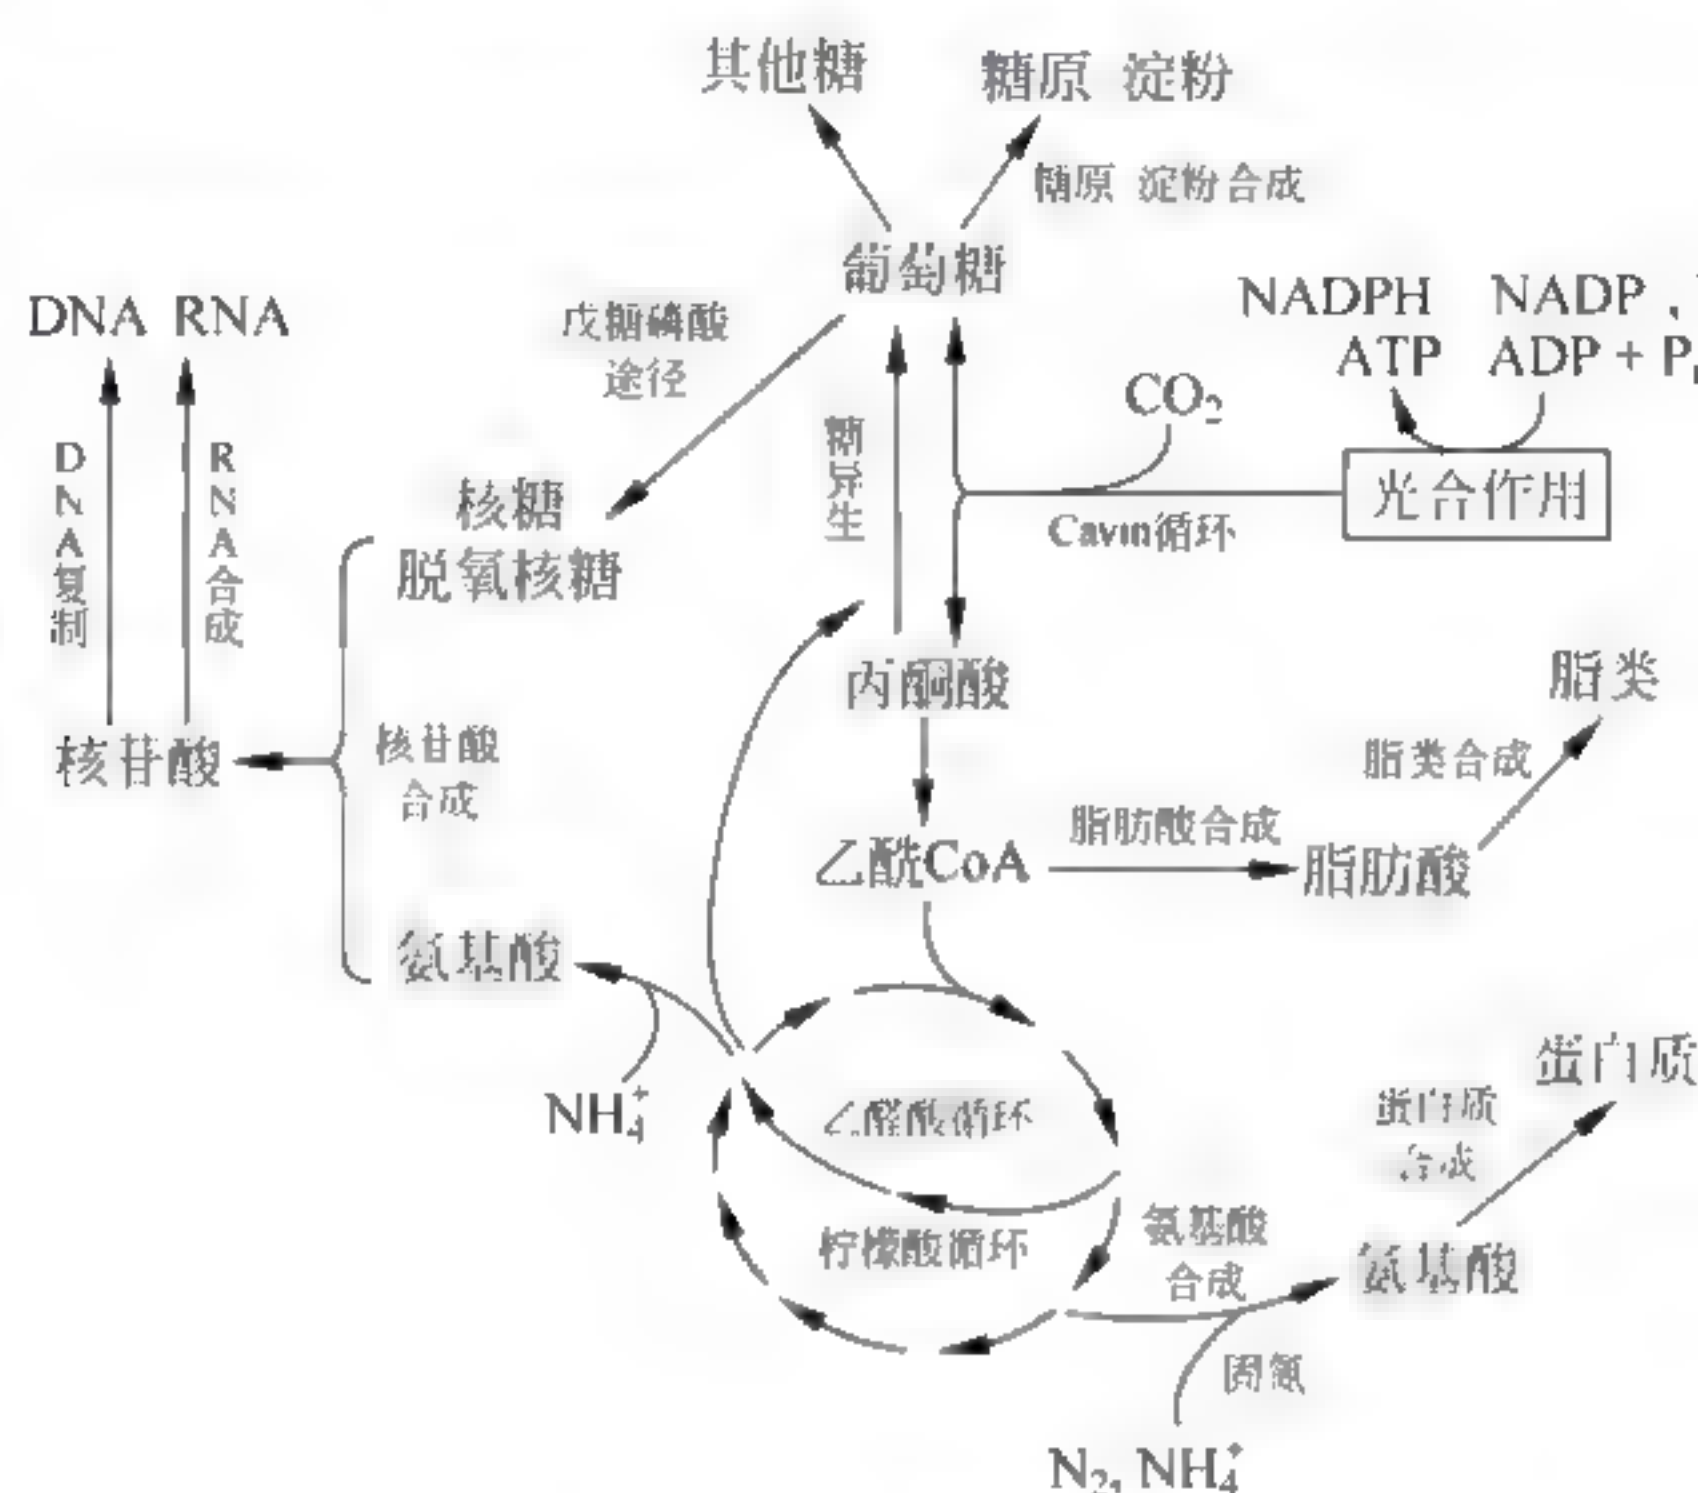 其他糖
糖原 淀粉
糖原 淀粉合成
葡萄糖
NADPH NADP,
ATP ADP + Pi
DNA RNA
戊糖磷酸
途径
CO₂
糖异生
光合作用
Cavin循环
DNA复制
RNA合成
核糖
脱氧核糖
丙酮酸
脂类
核苷酸
核苷酸
合成
脂类合成
乙酰CoA
脂肪酸合成
脂肪酸
氨基酸
NH₄⁺
乙醛酸循环
蛋白质
蛋白质
合成
柠檬酸循环
氨基酸
合成
氨基酸
固氮
N₂, NH₄⁺